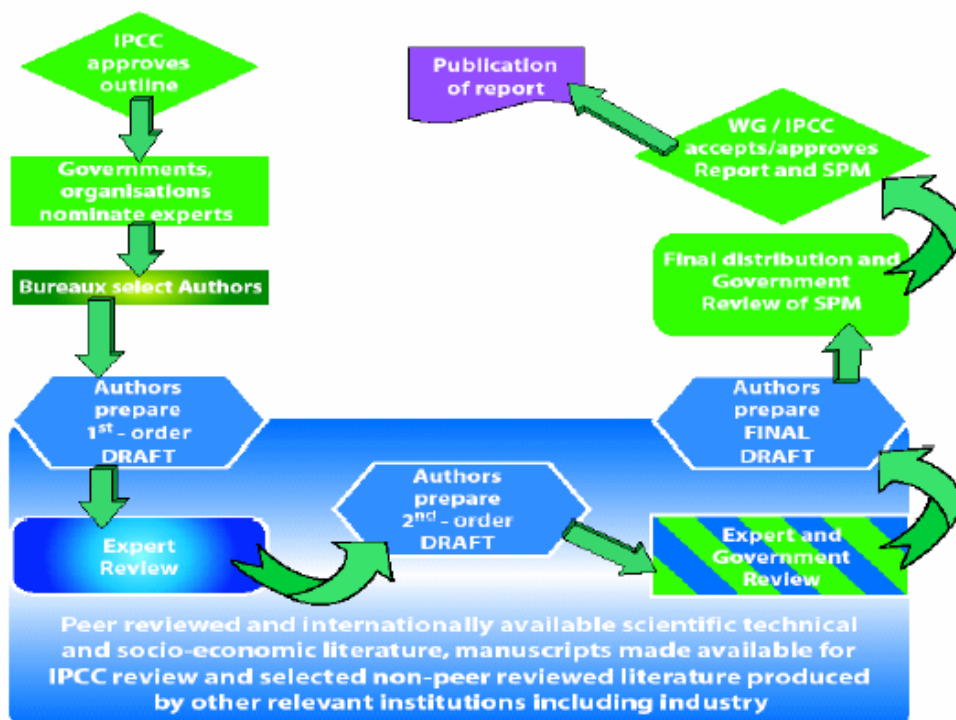 IPCC
approves
outline
Governments,
organisations
nominate experts
Bureaux select Authors
Authors
prepare
1st - order
DRAFT
Expert
Review
Authors
prepare
2nd - order
DRAFT
Expert and
Government
Review
Authors
prepare
FINAL
DRAFT
Final distribution and
Government
Review of SPM
WG / IPCC
accepts/approves
Report and SPM
Publication
of report
Peer reviewed and internationally available scientific technical
and socio-economic literature, manuscripts made available for
IPCC review and selected non-peer reviewed literature produced
by other relevant institutions including industry